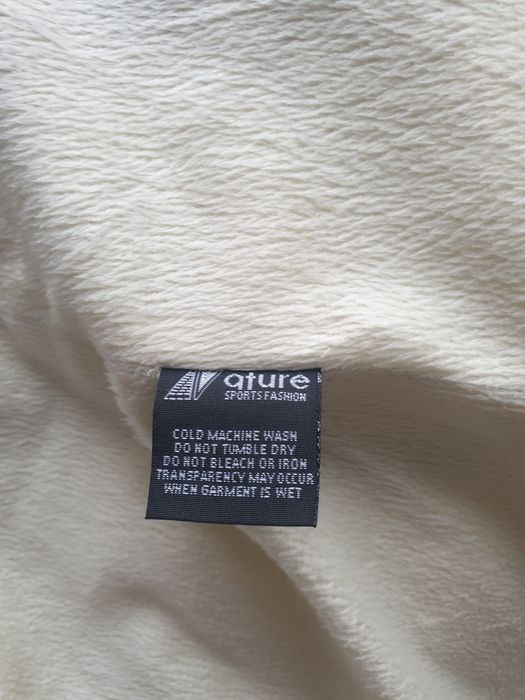 Nature
SPORTS FASHION
COLD MACHINE WASH
DO NOT TUMBLE DRY
DO NOT BLEACH OR IRON
TRANSPARENCY MAY OCCUR
WHEN GARMENT IS WET